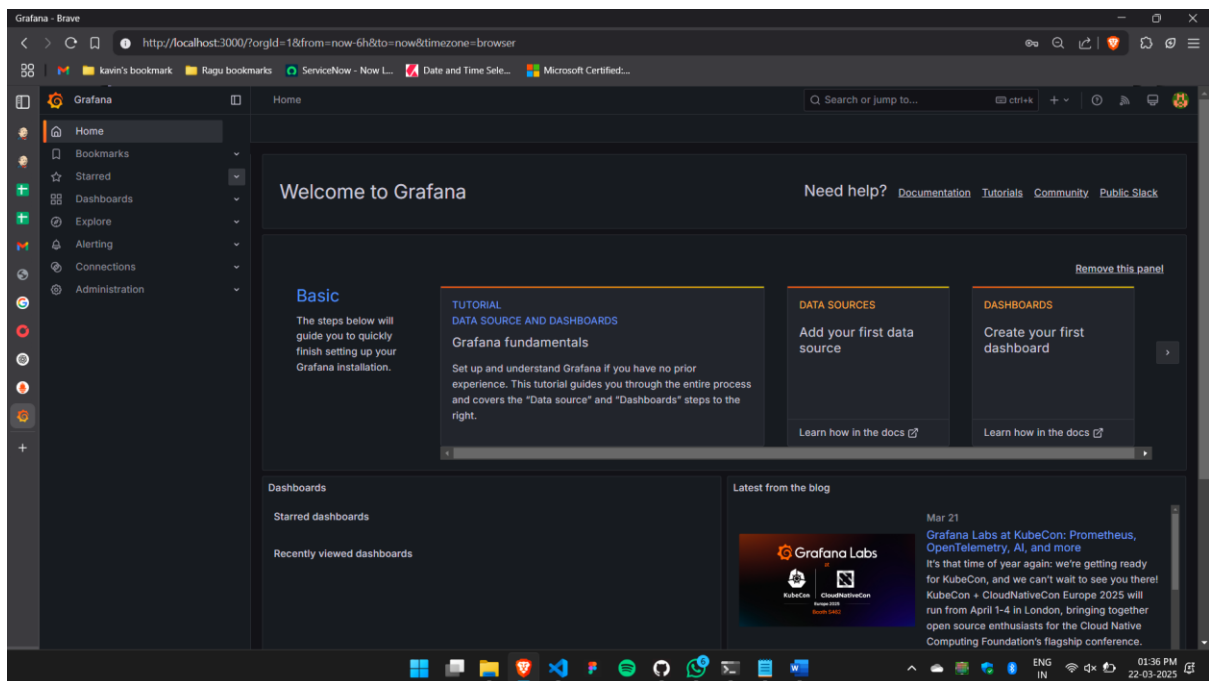 Grafana - Brave
http://localhost:3000/?orgId=1&from=now-6h&to=now&timezone=browser
kavin's bookmark
Ragu bookmarks
ServiceNow - Now L...
Date and Time Sele...
Microsoft Certified:...
Grafana
Home
Search or jump to...
ctrl+k
Home
Bookmarks
Starred
Dashboards
Explore
Alerting
Connections
Administration
Welcome to Grafana
Need help?
Documentation
Tutorials
Community
Public Slack
Remove this panel
Basic
The steps below will
guide you to quickly
finish setting up your
Grafana installation.
TUTORIAL
DATA SOURCE AND DASHBOARDS
Grafana fundamentals
Set up and understand Grafana if you have no prior
experience. This tutorial guides you through the entire process
and covers the “Data source” and “Dashboards” steps to the
right.
DATA SOURCES
Add your first data
source
Learn how in the docs
DASHBOARDS
Create your first
dashboard
Learn how in the docs
Dashboards
Starred dashboards
Recently viewed dashboards
Latest from the blog
Grafana Labs
KubeCon
CloudNativeCon
Europe 2025
Mar 21
Grafana Labs at KubeCon: Prometheus,
OpenTelemetry, AI, and more
It's that time of year again: we're getting ready
for KubeCon, and we can't wait to see you there!
KubeCon + CloudNativeCon Europe 2025 will
run from April 1-4 in London, bringing together
open source enthusiasts for the Cloud Native
Computing Foundation's flagship conference.
ENG
IN
01:36 PM
22-03-2025